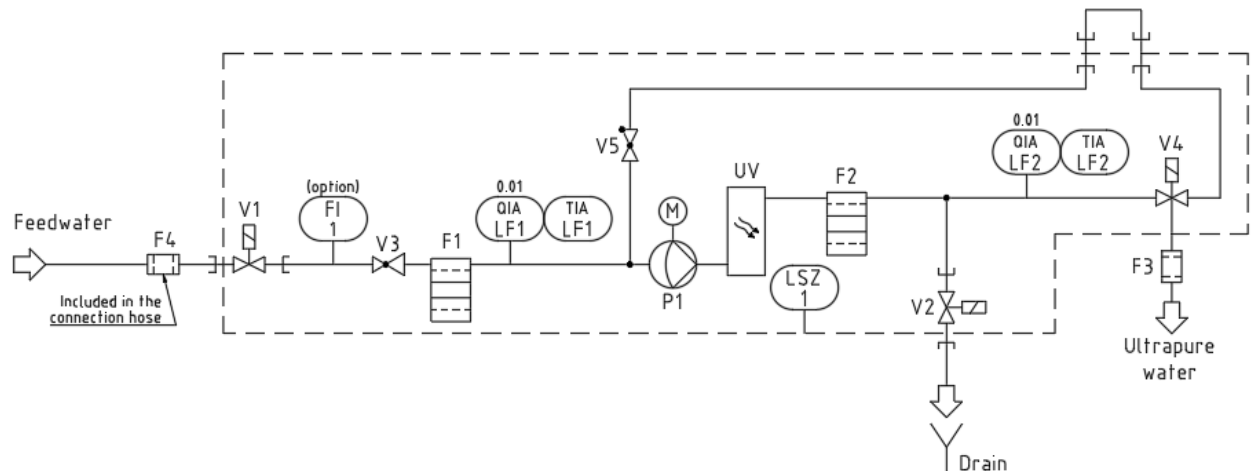 V5
0.01
QIA
LF2
TIA
LF2
V4
UV
F2
(option)
FI
1
0.01
QIA
LF1
TIA
LF1
M
V1
Feedwater
F4
V3
F1
P1
LSZ
1
V2
F3
Included in the
connection hose
Ultrapure
water
Drain